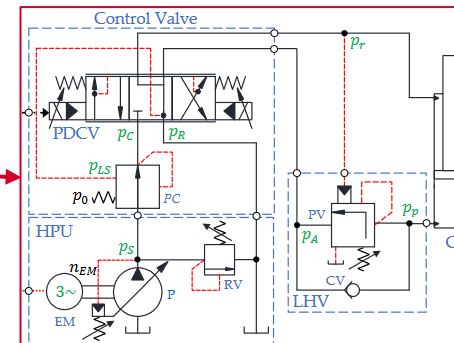 Control Valve
p_r
PDCV
p_C
p_R
p_LS
p_0
PC
HPU
PV
p_p
p_A
p_S
n_EM
CV
3~
P
RV
LHV
EM
C